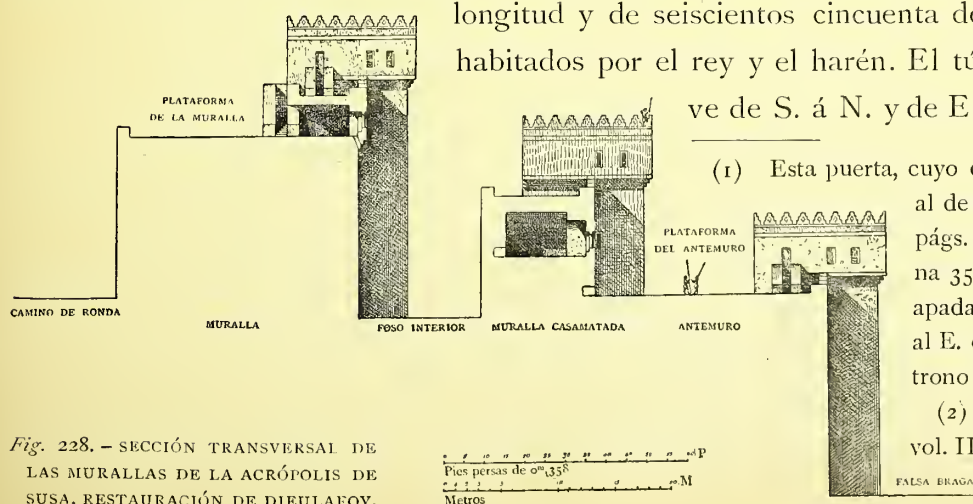 longitud y de seiscientos cincuenta de
habitados por el rey y el harén. El tú
ve de S. á N. y de E
(1) Esta puerta, cuyo
al de
págs.
na 35
apada
al E.
trono
(2)
vol. II
PLATAFORMA
DE LA MURALLA
PLATAFORMA
DEL ANTEMURO
CAMINO DE RONDA
MURALLA
FOSO INTERIOR
MURALLA CASAMATADA
ANTEMURO
FALSA BRAGA
Fig. 228. – SECCIÓN TRANSVERSAL DE
LAS MURALLAS DE LA ACRÓPOLIS DE
SUSA, RESTAURACIÓN DE DIEULAFOY.
P
Pies persas de 0m,358
M
Metros